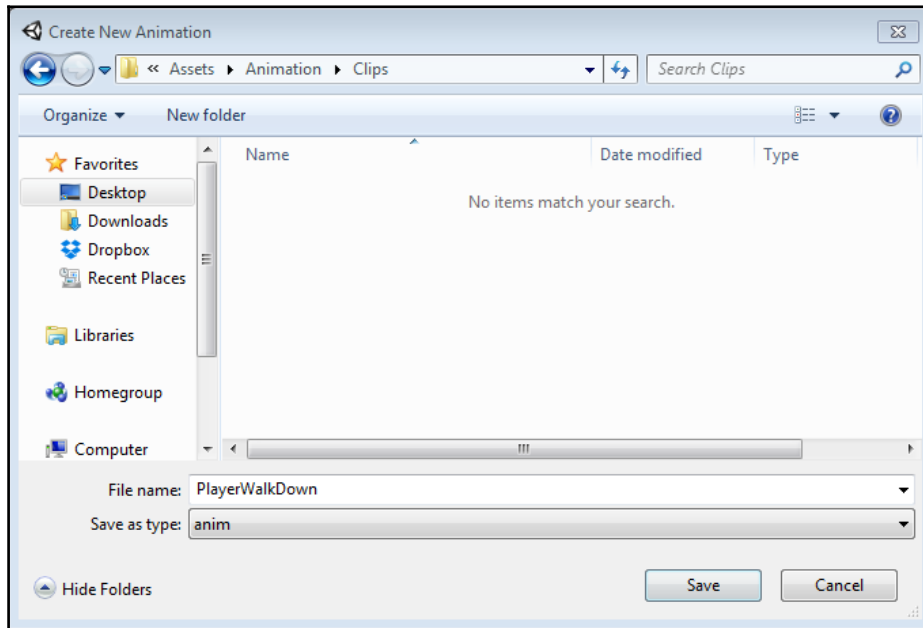 Create New Animation
« Assets ▸ Animation ▸ Clips
Search Clips
Organize ▾ New folder
Name Date modified Type
No items match your search.
Favorites
Desktop
Downloads
Dropbox
Recent Places
Libraries
Homegroup
Computer
File name: PlayerWalkDown
Save as type: anim
Hide Folders Save Cancel